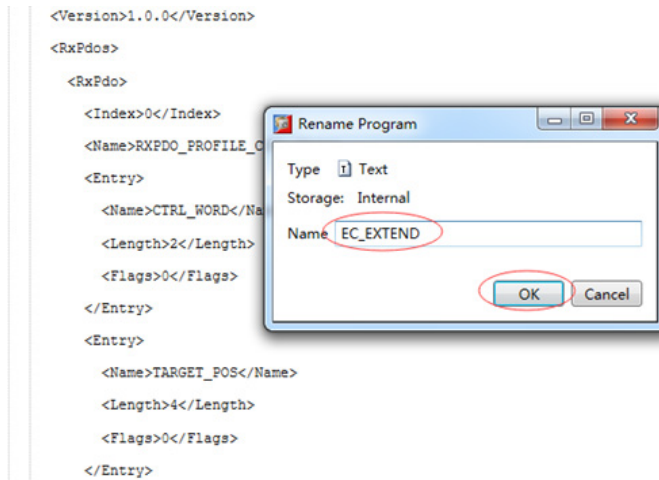 <Version>1.0.0</Version>
<RxPdos>
<RxPdo>
<Index>0</Index>
<Name>RXPDO_PROFILE_C
<Entry>
<Name>CTRL_WORD</Na
<Length>2</Length>
<Flags>0</Flags>
</Entry>
<Entry>
<Name>TARGET_POS</Name>
<Length>4</Length>
<Flags>0</Flags>
</Entry>
Rename Program
Type Text
Storage: Internal
Name EC_EXTEND
OK Cancel